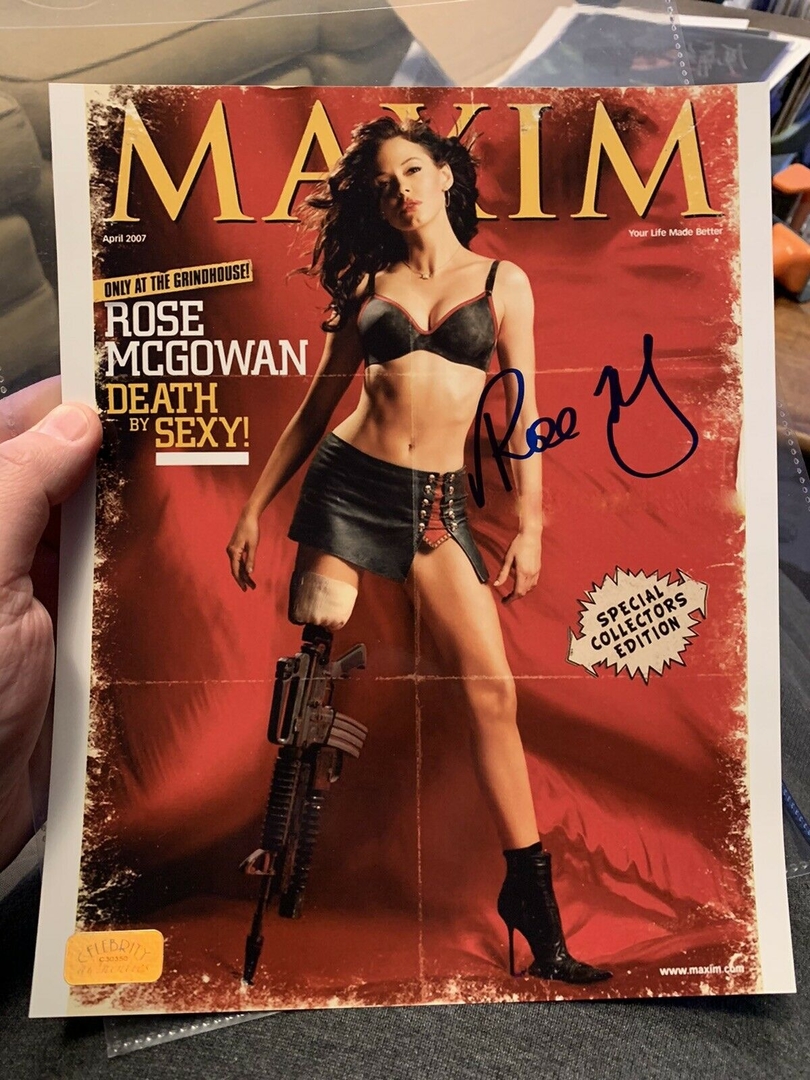 MAXIM
April 2007
Your Life Made Better
ONLY AT THE GRINDHOUSE!
ROSE
MCGOWAN
DEATH
BY SEXY!
Rose M
SPECIAL
COLLECTORS
EDITION
CELEBRITY
www.maxim.com